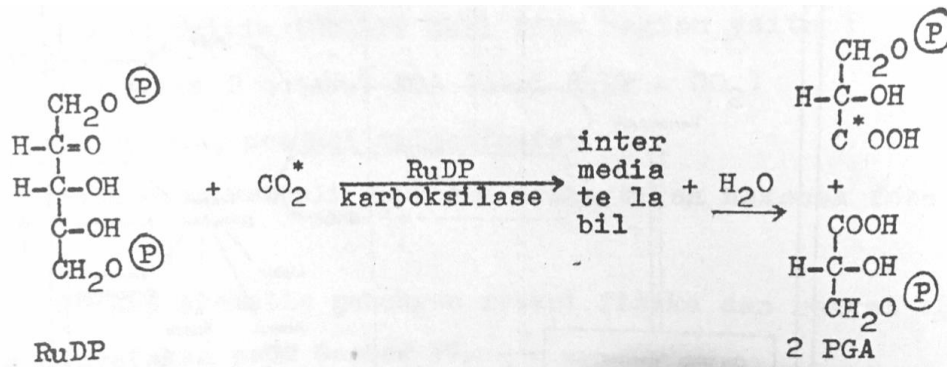 CH₂O Ⓟ
H-C=O
H-C-OH
C-OH
CH₂O Ⓟ
RuDP
+ CO₂*
RuDP
karboksilase
inter
media
te la
bil
+ H₂O
CH₂O Ⓟ
H-C-OH
C*OOH
+
COOH
H-C-OH
CH₂O Ⓟ
2 PGA